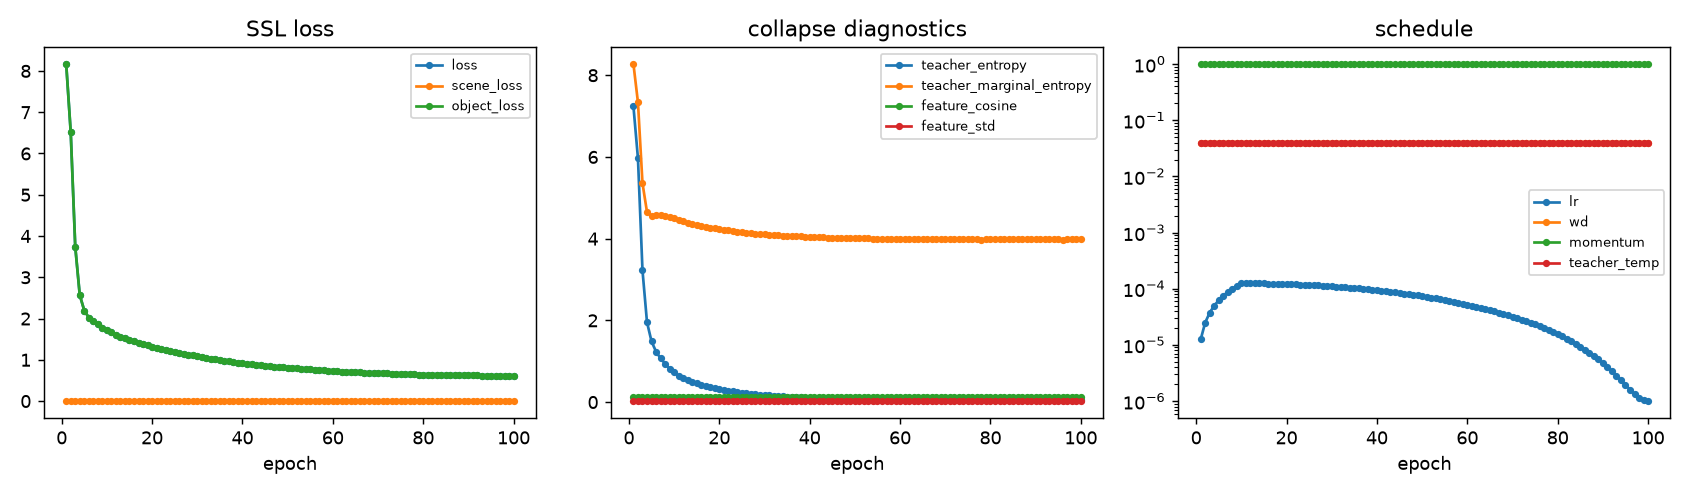 SSL loss
8
7
6
5
4
3
2
1
0
0 20 40 60 80 100
epoch
loss
scene_loss
object_loss
collapse diagnostics
8
6
4
2
0
0 20 40 60 80 100
epoch
teacher_entropy
teacher_marginal_entropy
feature_cosine
feature_std
schedule
10⁰
10⁻¹
10⁻²
10⁻³
10⁻⁴
10⁻⁵
10⁻⁶
0 20 40 60 80 100
epoch
lr
wd
momentum
teacher_temp